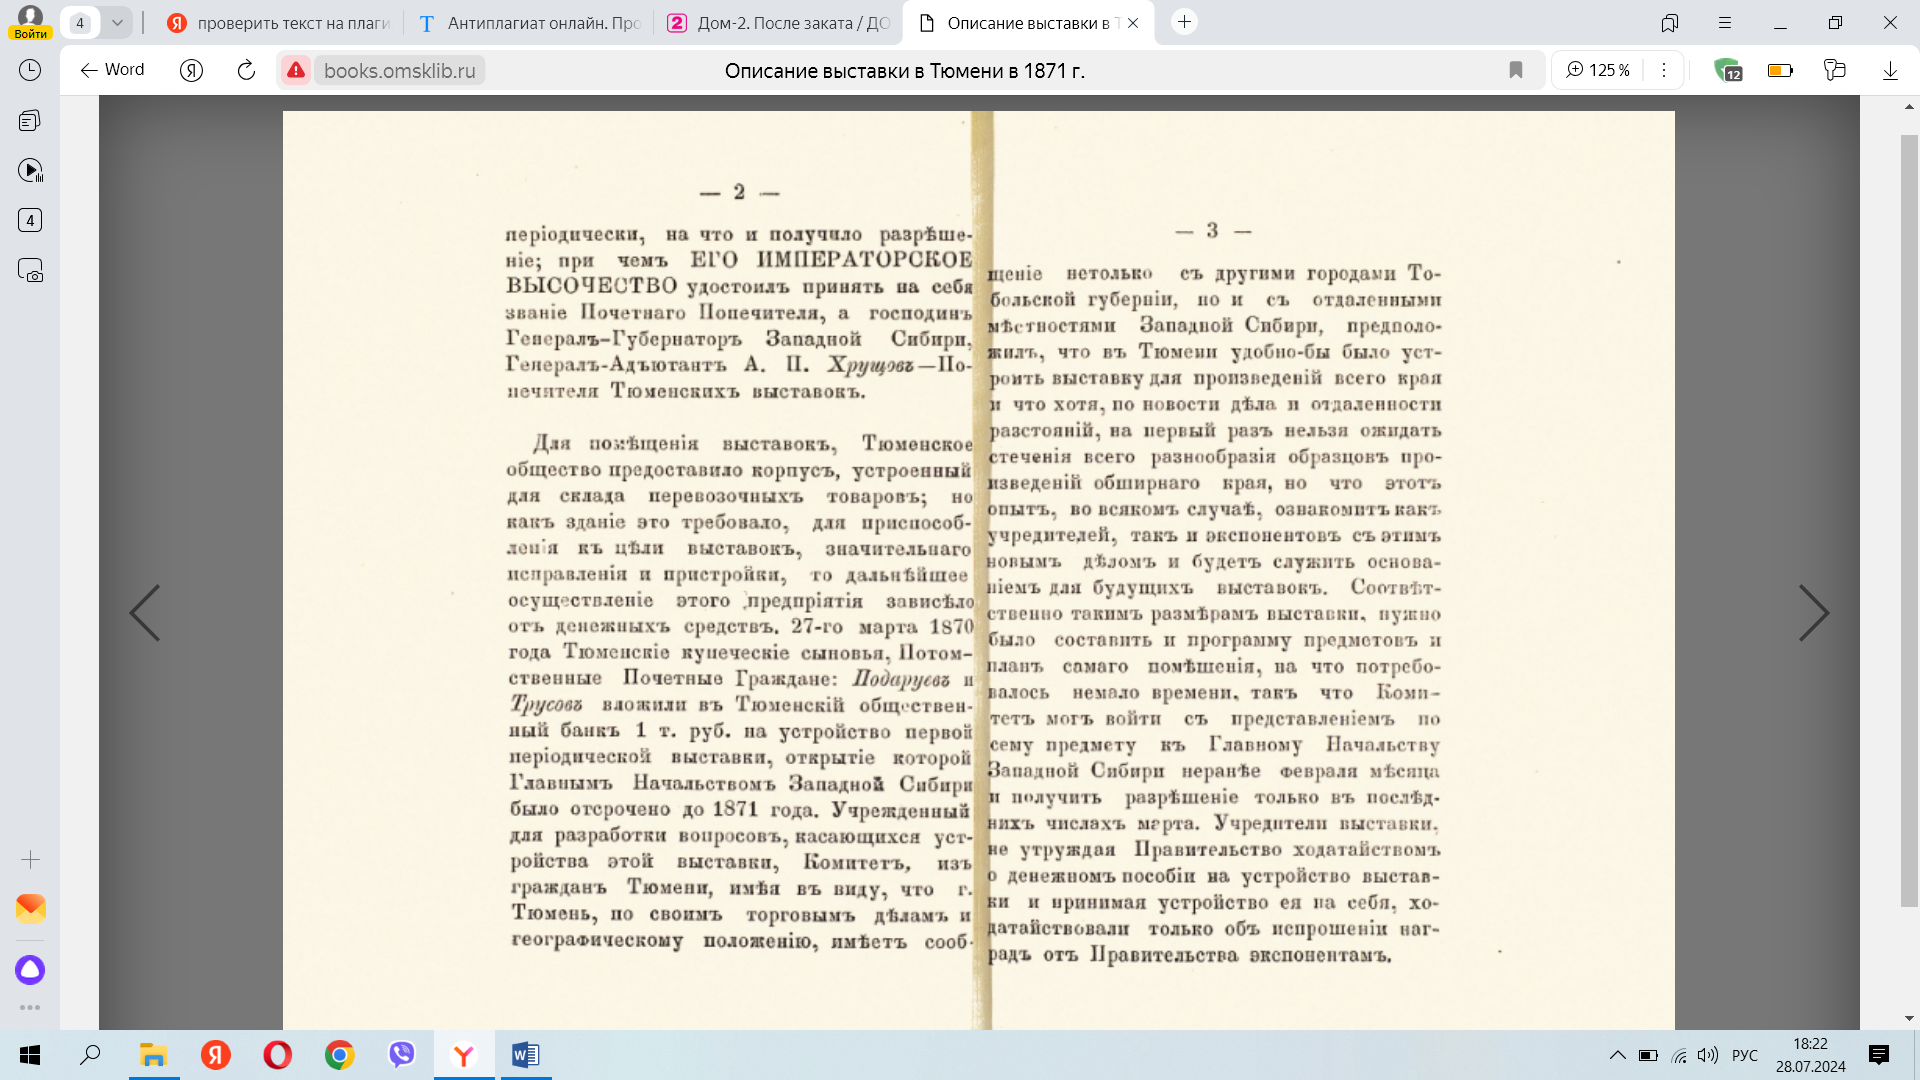 4
проверить текст на плаги
Антиплагиат онлайн. Про
Дом-2. После заката / ДО
Описание выставки в Т
Войти
Word
books.omsklib.ru
Описание выставки в Тюмени в 1871 г.
125 %
12
4
— 2 —
періодически, на что и получило разрѣше-
ніе; при чемъ ЕГО ИМПЕРАТОРСКОЕ
ВЫСОЧЕСТВО удостоилъ принять на себя
званіе Почетнаго Попечителя, а господинъ
Генералъ-Губернаторъ Западной Сибири,
Генералъ-Адъютантъ А. П. Хрущовъ—По-
печителя Тюменскихъ выставокъ.
Для помѣщенія выставокъ, Тюменское
общество предоставило корпусъ, устроенный
для склада перевозочныхъ товаровъ; но
какъ зданіе это требовало, для приспособ-
ленія къ цѣли выставокъ, значительнаго
исправленія и пристройки, то дальнѣйшее
осуществленіе этого предпріятія зависѣло
отъ денежныхъ средствъ. 27-го марта 1870
года Тюменскіе купеческіе сыновья, Потом-
ственные Почетные Граждане: Подаруевъ и
Трусовъ вложили въ Тюменскій обществен-
ный банкъ 1 т. руб. на устройство первой
періодической выставки, открытіе которой
Главнымъ Начальствомъ Западной Сибири
было отсрочено до 1871 года. Учрежденный
для разработки вопросовъ, касающихся уст-
ройства этой выставки, Комитетъ, изъ
гражданъ Тюмени, имѣя въ виду, что г.
Тюмень, по своимъ торговымъ дѣламъ и
географическому положенію, имѣетъ сооб-
— 3 —
щеніе нетолько съ другими городами То-
больской губерніи, но и съ отдаленными
мѣстностями Западной Сибири, предполо-
жилъ, что въ Тюмени удобно-бы было уст-
роить выставку для произведеній всего края
и что хотя, по новости дѣла и отдаленности
разстояній, на первый разъ нельзя ожидать
стеченія всего разнообразія образцовъ про-
изведеній обширнаго края, но что этотъ
опытъ, во всякомъ случаѣ, ознакомитъ какъ
учредителей, такъ и экспонентовъ съ этимъ
новымъ дѣломъ и будетъ служить основа-
ніемъ для будущихъ выставокъ. Соотвѣт-
ственно такимъ размѣрамъ выставки, нужно
было составить и программу предметовъ и
планъ самаго помѣшенія, на что потребо-
валось немало времени, такъ что Коми-
тетъ могъ войти съ представленіемъ по
сему предмету къ Главному Начальству
Западной Сибири неранѣе февраля мѣсяца
и получить разрѣшеніе только въ послѣд-
нихъ числахъ марта. Учредители выставки,
не утруждая Правительство ходатайствомъ
о денежномъ пособіи на устройство выстав-
ки и принимая устройство ея на себя, хо-
датайствовали только объ испрошеніи наг-
радъ отъ Правительства экспонентамъ.
РУС
18:22
28.07.2024